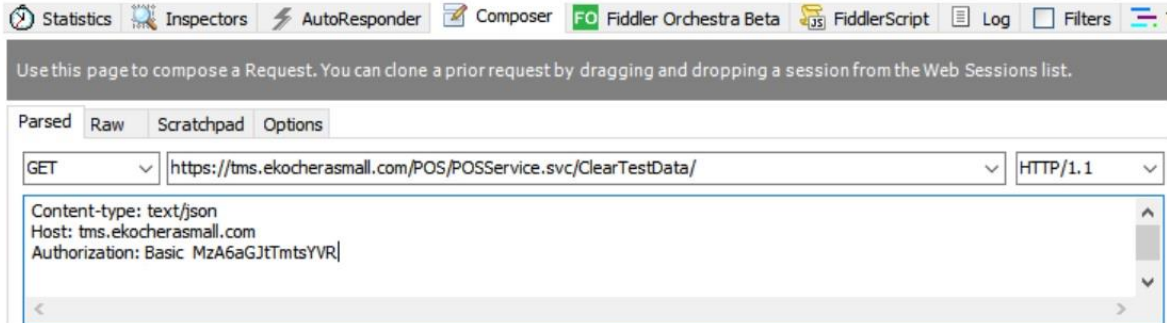 Statistics Inspectors AutoResponder Composer FO Fiddler Orchestra Beta JS FiddlerScript Log Filters
Use this page to compose a Request. You can clone a prior request by dragging and dropping a session from the Web Sessions list.
Parsed Raw Scratchpad Options
GET https://tms.ekocherasmall.com/POS/POSService.svc/ClearTestData/ HTTP/1.1
Content-type: text/json
Host: tms.ekocherasmall.com
Authorization: Basic MzA6aGJtTmtsYVR